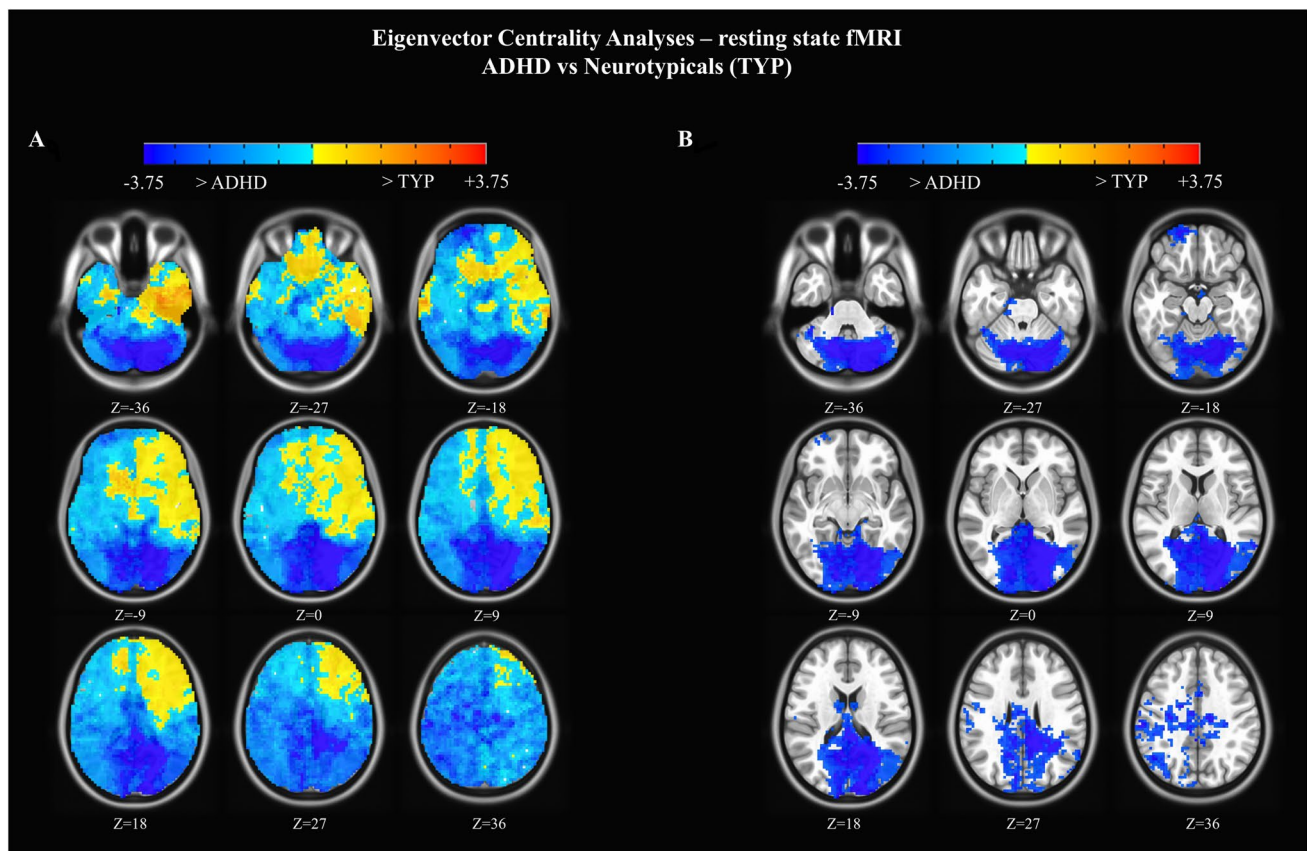 Eigenvector Centrality Analyses – resting state fMRI
ADHD vs Neurotypicals (TYP)
A
-3.75 > ADHD > TYP +3.75
Z=-36 Z=-27 Z=-18
Z=-9 Z=0 Z=9
Z=18 Z=27 Z=36
B
-3.75 > ADHD > TYP +3.75
Z=-36 Z=-27 Z=-18
Z=-9 Z=0 Z=9
Z=18 Z=27 Z=36